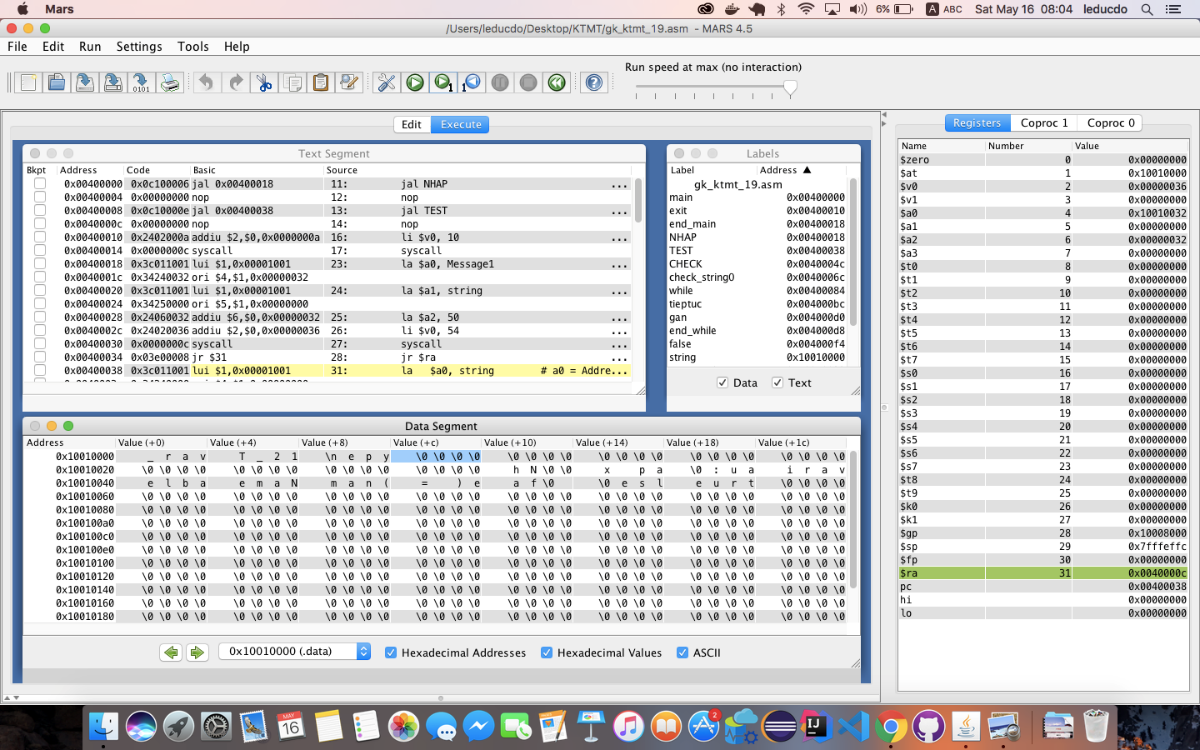 Mars 6% A ABC Sat May 16 08:04 leducdo
/Users/leducdo/Desktop/KTMT/gk_ktmt_19.asm - MARS 4.5
File Edit Run Settings Tools Help
Run speed at max (no interaction)
Edit Execute
Registers Coproc 1 Coproc 0
Text Segment
Bkpt Address Code Basic Source
0x00400000 0x0c100006 jal 0x00400018 11: jal NHAP ...
0x00400004 0x00000000 nop 12: nop
0x00400008 0x0c10000e jal 0x00400038 13: jal TEST ...
0x0040000c 0x00000000 nop 14: nop
0x00400010 0x2402000a addiu $2,$0,0x0000000a 16: li $v0, 10 ...
0x00400014 0x0000000c syscall 17: syscall
0x00400018 0x3c011001 lui $1,0x00001001 23: la $a0, Message1 ...
0x0040001c 0x34240032 ori $4,$1,0x00000032
0x00400020 0x3c011001 lui $1,0x00001001 24: la $a1, string ...
0x00400024 0x34250000 ori $5,$1,0x00000000
0x00400028 0x24060032 addiu $6,$0,0x00000032 25: la $a2, 50 ...
0x0040002c 0x24020036 addiu $2,$0,0x00000036 26: li $v0, 54 ...
0x00400030 0x0000000c syscall 27: syscall ...
0x00400034 0x03e00008 jr $31 28: jr $ra ...
0x00400038 0x3c011001 lui $1,0x00001001 31: la $a0, string # a0 = Addre...
Labels
Label Address ▲
gk_ktmt_19.asm
main 0x00400000
exit 0x00400010
end_main 0x00400018
NHAP 0x00400018
TEST 0x00400038
CHECK 0x0040004c
check_string0 0x0040006c
while 0x00400084
tieptuc 0x004000bc
gan 0x004000d0
end_while 0x004000d8
false 0x004000f4
string 0x10010000
Data Text
Data Segment
Address Value (+0) Value (+4) Value (+8) Value (+c) Value (+10) Value (+14) Value (+18) Value (+1c)
0x10010000 _ r a v T _ 2 1 \n e p y \0 \0 \0 \0 \0 \0 \0 \0 \0 \0 \0 \0 \0 \0 \0 \0 \0 \0 \0 \0
0x10010020 \0 \0 \0 \0 \0 \0 \0 \0 \0 \0 \0 \0 \0 \0 \0 \0 h N \0 \0 x p a \0 : u a i r a v
0x10010040 e l b a e m a N m a n ( = ) e a f \0 \0 e s l e u r t \0 \0 \0 \0
0x10010060 \0 \0 \0 \0 \0 \0 \0 \0 \0 \0 \0 \0 \0 \0 \0 \0 \0 \0 \0 \0 \0 \0 \0 \0 \0 \0 \0 \0 \0 \0 \0 \0
0x10010080 \0 \0 \0 \0 \0 \0 \0 \0 \0 \0 \0 \0 \0 \0 \0 \0 \0 \0 \0 \0 \0 \0 \0 \0 \0 \0 \0 \0 \0 \0 \0 \0
0x100100a0 \0 \0 \0 \0 \0 \0 \0 \0 \0 \0 \0 \0 \0 \0 \0 \0 \0 \0 \0 \0 \0 \0 \0 \0 \0 \0 \0 \0 \0 \0 \0 \0
0x100100c0 \0 \0 \0 \0 \0 \0 \0 \0 \0 \0 \0 \0 \0 \0 \0 \0 \0 \0 \0 \0 \0 \0 \0 \0 \0 \0 \0 \0 \0 \0 \0 \0
0x100100e0 \0 \0 \0 \0 \0 \0 \0 \0 \0 \0 \0 \0 \0 \0 \0 \0 \0 \0 \0 \0 \0 \0 \0 \0 \0 \0 \0 \0 \0 \0 \0 \0
0x10010100 \0 \0 \0 \0 \0 \0 \0 \0 \0 \0 \0 \0 \0 \0 \0 \0 \0 \0 \0 \0 \0 \0 \0 \0 \0 \0 \0 \0 \0 \0 \0 \0
0x10010120 \0 \0 \0 \0 \0 \0 \0 \0 \0 \0 \0 \0 \0 \0 \0 \0 \0 \0 \0 \0 \0 \0 \0 \0 \0 \0 \0 \0 \0 \0 \0 \0
0x10010140 \0 \0 \0 \0 \0 \0 \0 \0 \0 \0 \0 \0 \0 \0 \0 \0 \0 \0 \0 \0 \0 \0 \0 \0 \0 \0 \0 \0 \0 \0 \0 \0
0x10010160 \0 \0 \0 \0 \0 \0 \0 \0 \0 \0 \0 \0 \0 \0 \0 \0 \0 \0 \0 \0 \0 \0 \0 \0 \0 \0 \0 \0 \0 \0 \0 \0
0x10010180 \0 \0 \0 \0 \0 \0 \0 \0 \0 \0 \0 \0 \0 \0 \0 \0 \0 \0 \0 \0 \0 \0 \0 \0 \0 \0 \0 \0 \0 \0 \0 \0
0x10010000 (.data) Hexadecimal Addresses Hexadecimal Values ASCII
Name Number Value
$zero 0 0x00000000
$at 1 0x10010000
$v0 2 0x00000036
$v1 3 0x00000000
$a0 4 0x10010032
$a1 5 0x00000000
$a2 6 0x00000032
$a3 7 0x00000000
$t0 8 0x00000000
$t1 9 0x00000000
$t2 10 0x00000000
$t3 11 0x00000000
$t4 12 0x00000000
$t5 13 0x00000000
$t6 14 0x00000000
$t7 15 0x00000000
$s0 16 0x00000000
$s1 17 0x00000000
$s2 18 0x00000000
$s3 19 0x00000000
$s4 20 0x00000000
$s5 21 0x00000000
$s6 22 0x00000000
$s7 23 0x00000000
$t8 24 0x00000000
$t9 25 0x00000000
$k0 26 0x00000000
$k1 27 0x00000000
$gp 28 0x10008000
$sp 29 0x7fffeffc
$fp 30 0x00000000
$ra 31 0x0040000c
pc 0x00400038
hi 0x00000000
lo 0x00000000
MAY
16
2